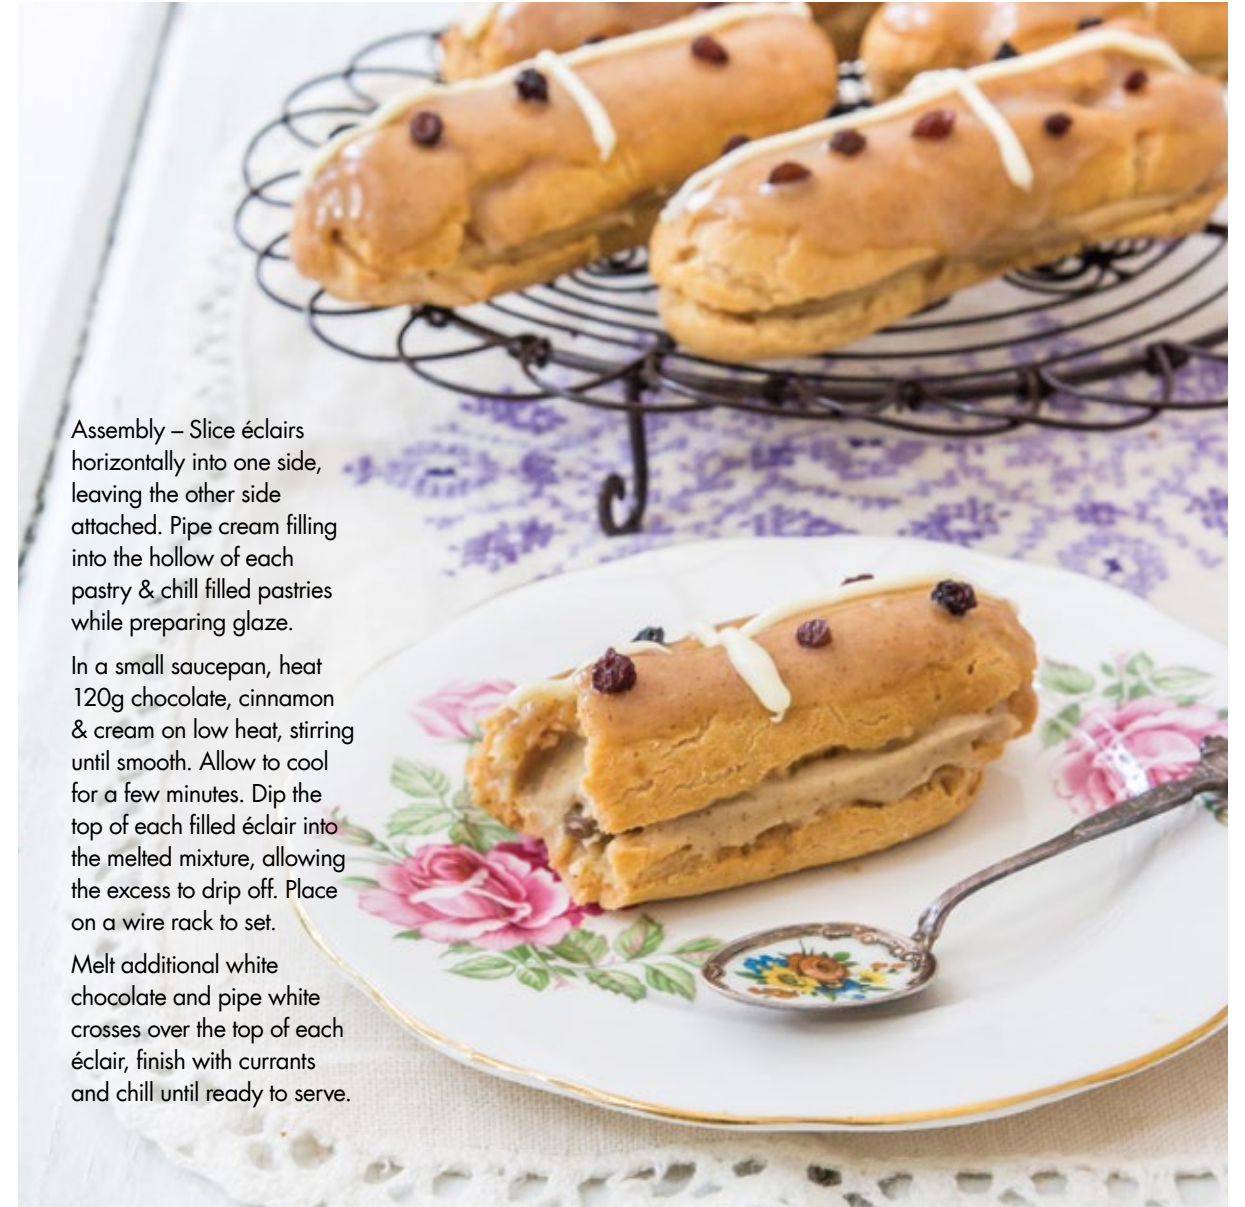 Assembly – Slice éclairs
horizontally into one side,
leaving the other side
attached. Pipe cream filling
into the hollow of each
pastry & chill filled pastries
while preparing glaze.
In a small saucepan, heat
120g chocolate, cinnamon
& cream on low heat, stirring
until smooth. Allow to cool
for a few minutes. Dip the
top of each filled éclair into
the melted mixture, allowing
the excess to drip off. Place
on a wire rack to set.
Melt additional white
chocolate and pipe white
crosses over the top of each
éclair, finish with currants
and chill until ready to serve.